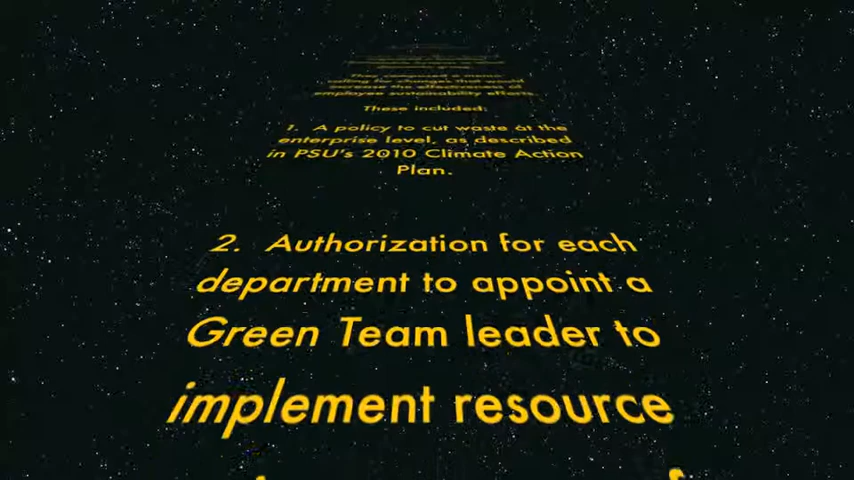 They composed a memo
calling for changes that would
increase the effectiveness of
employee sustainability efforts.
These included:
1. A policy to cut waste at the
enterprise level, as described
in PSU's 2010 Climate Action
Plan.
2. Authorization for each
department to appoint a
Green Team leader to
implement resource